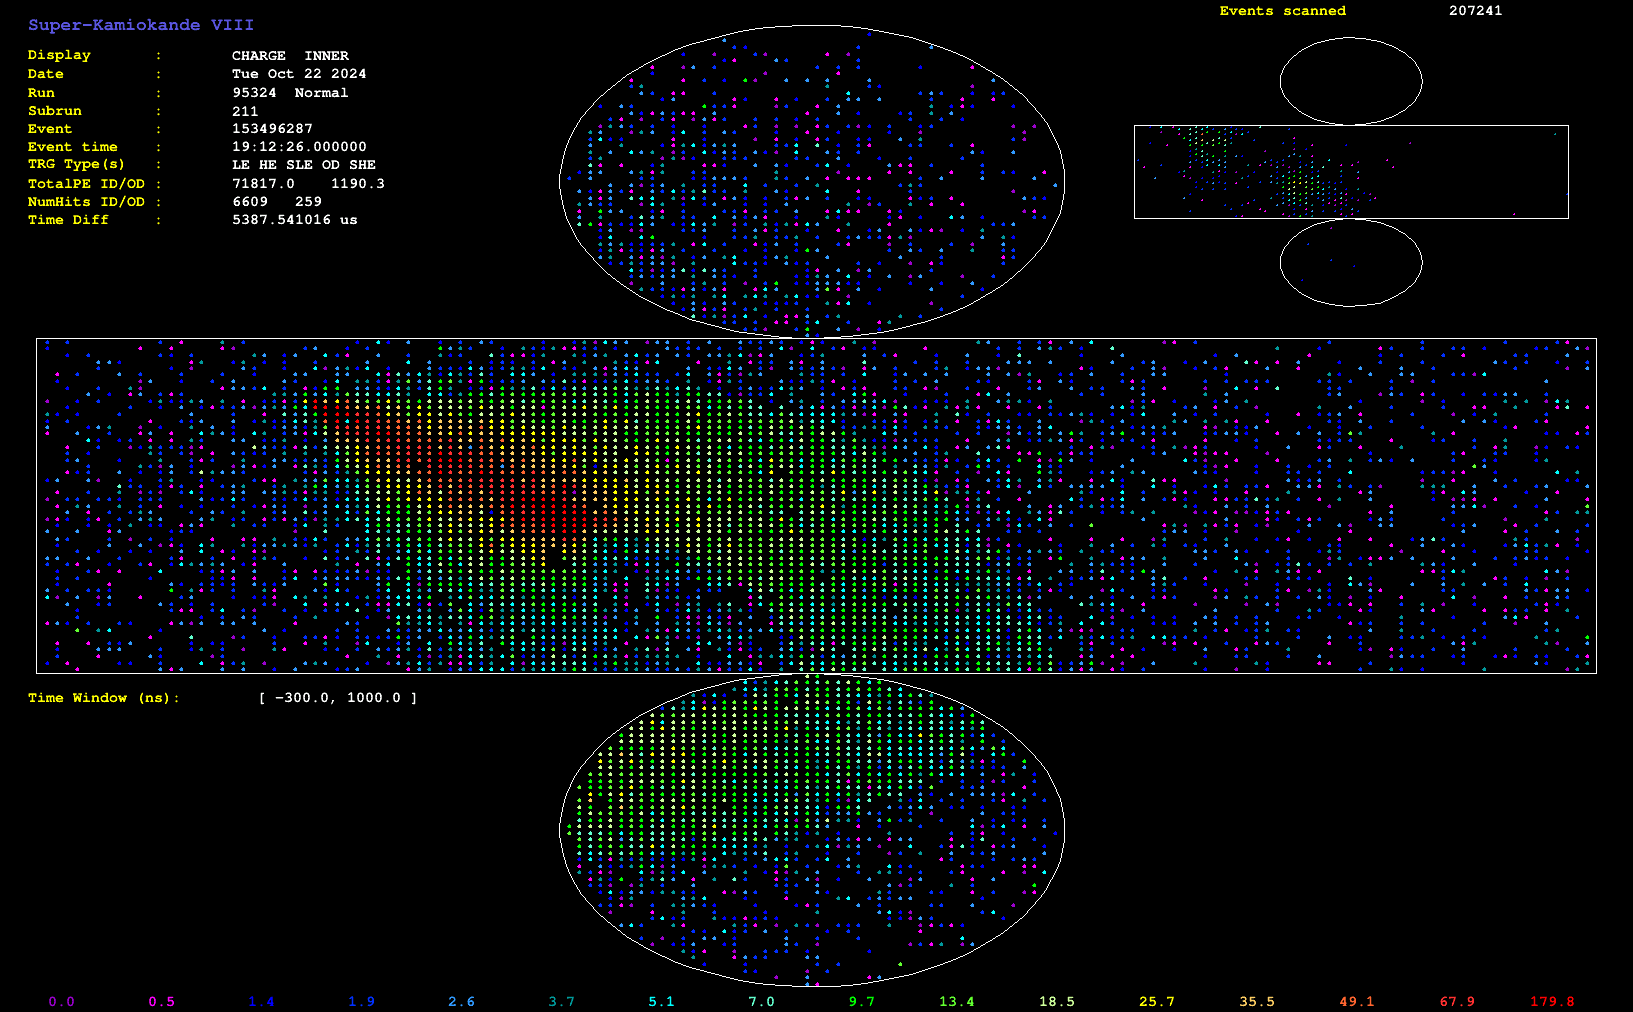 Super-Kamiokande VIII
Events scanned 207241
Display : CHARGE INNER
Date : Tue Oct 22 2024
Run : 95324 Normal
Subrun : 211
Event : 153496287
Event time : 19:12:26.000000
TRG Type(s) : LE HE SLE OD SHE
TotalPE ID/OD : 71817.0 1190.3
NumHits ID/OD : 6609 259
Time Diff : 5387.541016 us
Time Window (ns): [ −300.0, 1000.0 ]
0.0 0.5 1.4 1.9 2.6 3.7 5.1 7.0 9.7 13.4 18.5 25.7 35.5 49.1 67.9 179.8